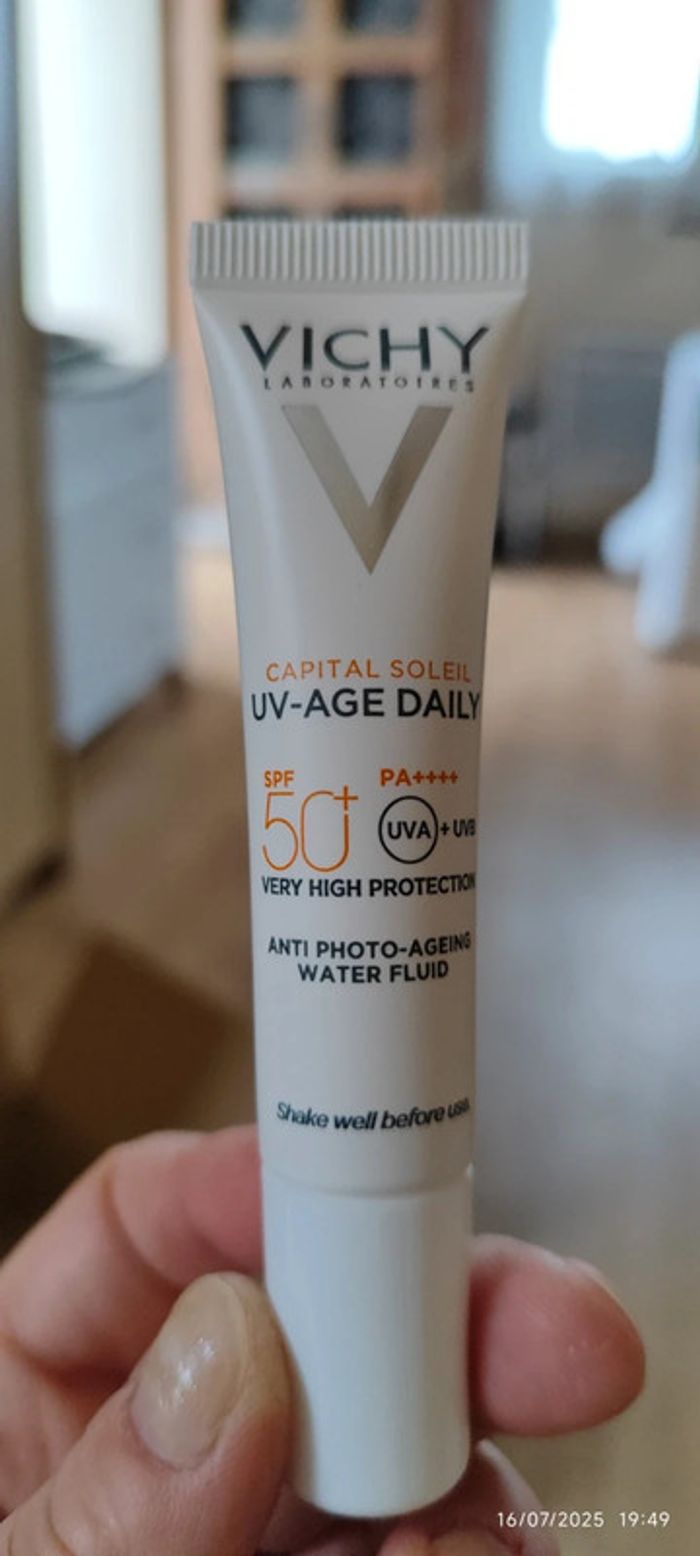 VICHY
LABORATOIRES
CAPITAL SOLEIL
UV-AGE DAILY
SPF PA++++
50+ UVA + UVB
VERY HIGH PROTECTION
ANTI PHOTO-AGEING
WATER FLUID
Shake well before use.
16/07/2025 19:49